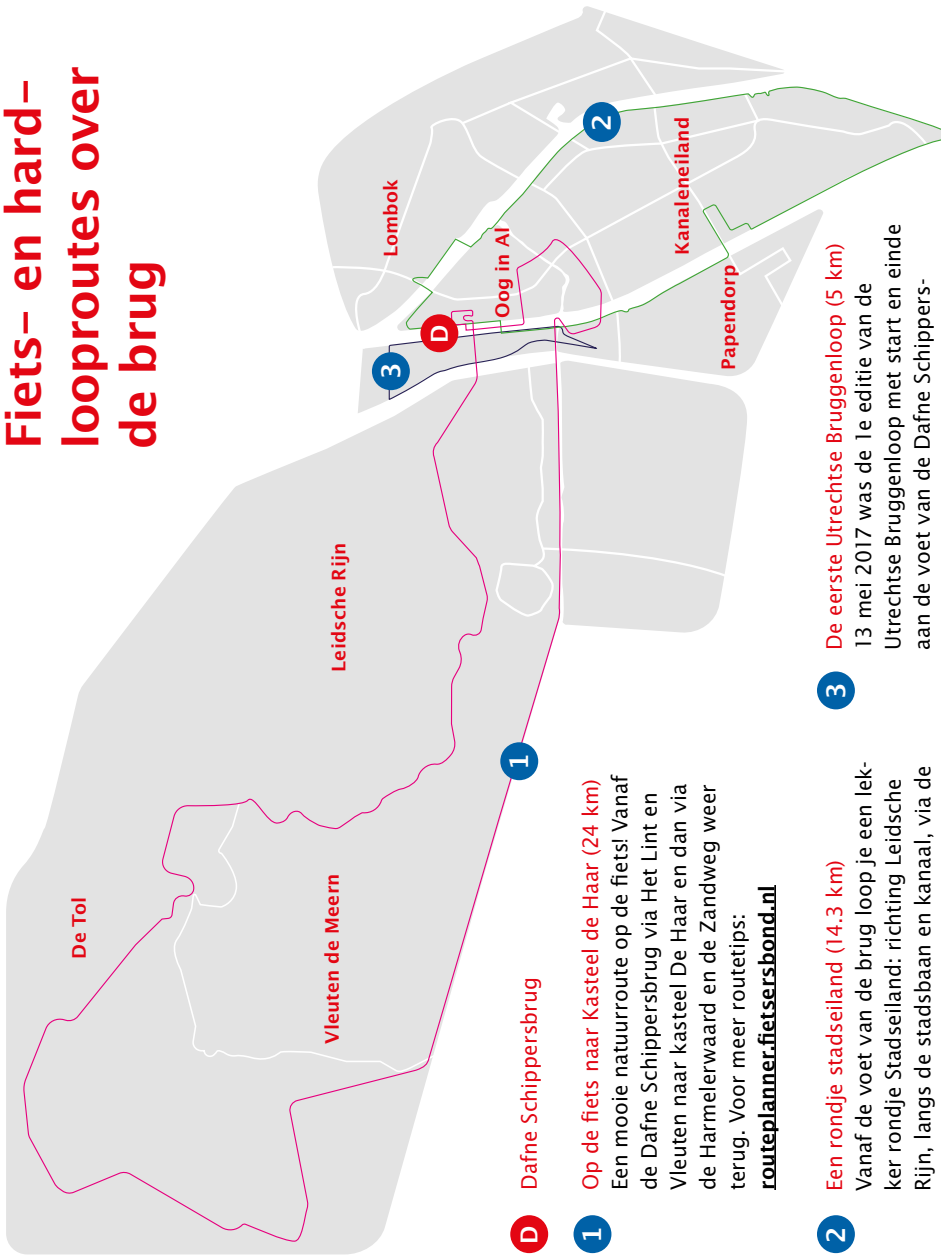 Fiets- en hard-
looproutes over
de brug
Lombok
Oog in Al
Kanaleneiland
Papendorp
Leidsche Rijn
De Tol
Vleuten de Meern
D
3
2
1
D Dafne Schippersbrug
1 Op de fiets naar Kasteel de Haar (24 km)
Een mooie natuurroute op de fiets! Vanaf
de Dafne Schippersbrug via Het Lint en
Vleuten naar kasteel De Haar en dan via
de Harmelerwaard en de Zandweg weer
terug. Voor meer routetips:
routeplanner.fietsersbond.nl
2 Een rondje stadseiland (14.3 km)
Vanaf de voet van de brug loop je een lek-
ker rondje Stadseiland: richting Leidsche
Rijn, langs de stadsbaan en kanaal, via de
3 De eerste Utrechtse Bruggenloop (5 km)
13 mei 2017 was de 1e editie van de
Utrechtse Bruggenloop met start en einde
aan de voet van de Dafne Schippers-